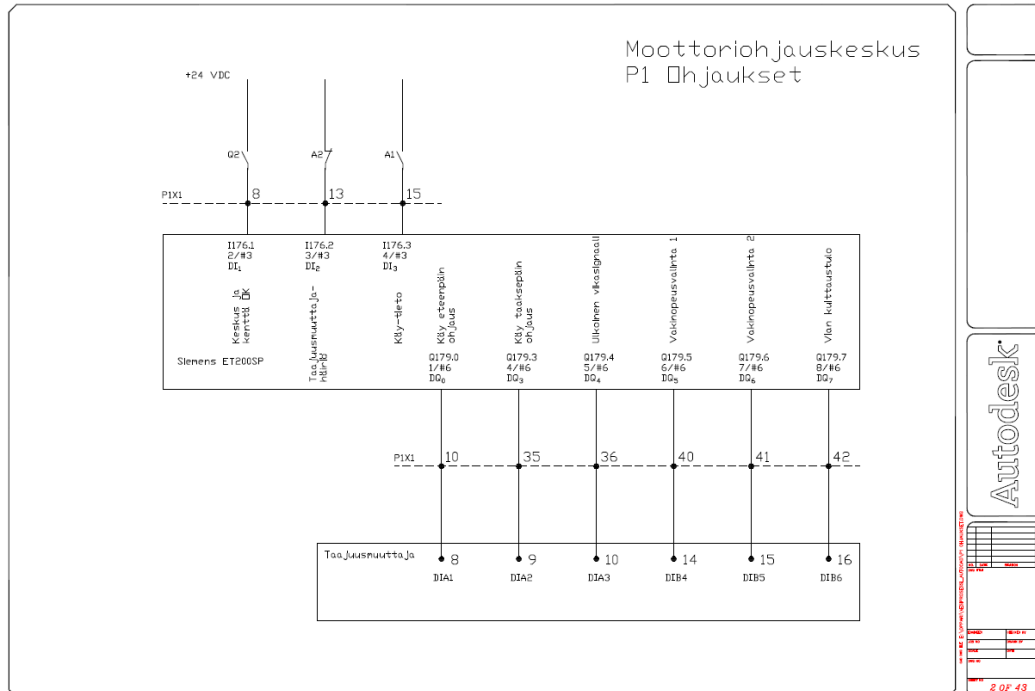 Moottoriohjauskeskus
P1 Ohjaukset
+24 VDC
Q2
A2
A1
P1X1
8
13
15
I176.1
2/#3
DI₁
I176.2
3/#3
DI₂
I176.3
4/#3
DI₃
Keskus ja
kenttä OK
Taajuusmuuttaja-
häiriö
Käy-tieto
Käy eteenpäin
ohjaus
Käy taaksepäin
ohjaus
Ulkoinen vikasignaali
Vakinopeusvalinta 1
Vakinopeusvalinta 2
Vian kuittaustulo
Siemens ET200SP
Q179.0
1/#6
DQ₀
Q179.3
4/#6
DQ₃
Q179.4
5/#6
DQ₄
Q179.5
6/#6
DQ₅
Q179.6
7/#6
DQ₆
Q179.7
8/#6
DQ₇
P1X1
10
35
36
40
41
42
Taajuusmuuttaja
8
9
10
14
15
16
DIA1
DIA2
DIA3
DIB4
DIB5
DIB6
Autodesk
2 OF 43